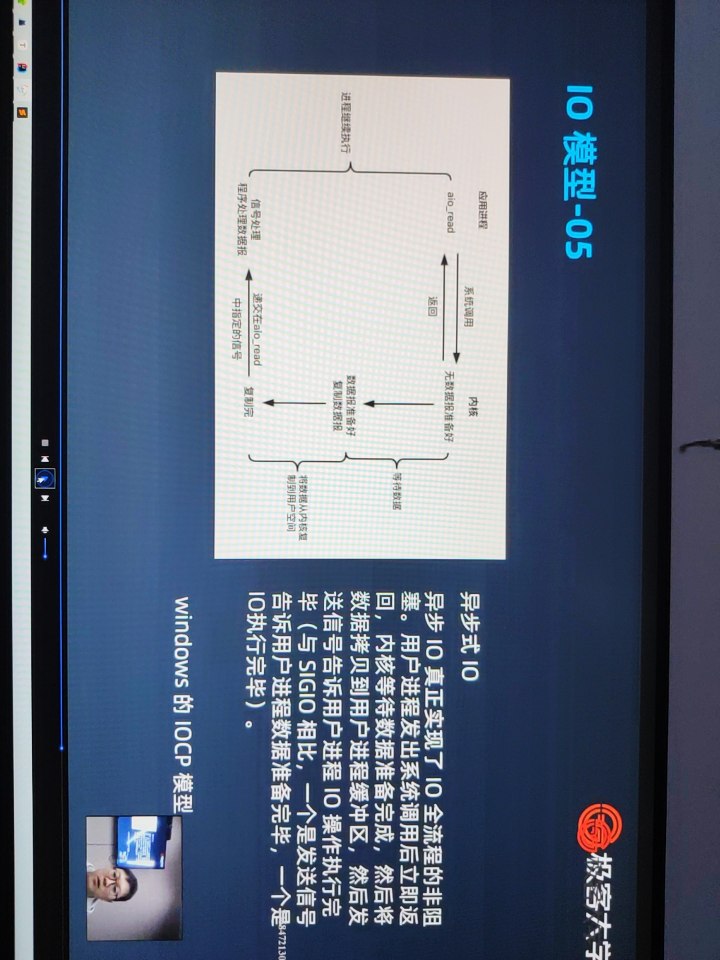 IO 模型-05
极客大学
应用进程
系统调用
内核
aio_read
无数据报准备好
返回
等待数据
进程继续执行
数据报准备好
复制数据报
将数据从内核复
制到用户空间
信号处理
程序处理数据报
递交在aio_read
中指定的信号
复制完
异步式 IO
异步 IO 真正实现了 IO 全流程的非阻
塞。用户进程发出系统调用后立即返
回，内核等待数据准备完成，然后将
数据拷贝到用户进程缓冲区，然后发
送信号告诉用户进程 IO 操作执行完
毕（与 SIGIO 相比，一个是发送信号
告诉用户进程数据准备完毕，一个是
IO执行完毕）。
8472130
windows 的 IOCP 模型